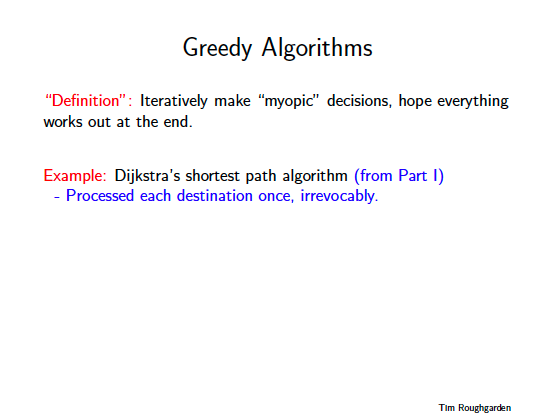 Greedy Algorithms
“Definition”: Iteratively make “myopic” decisions, hope everything
works out at the end.
Example: Dijkstra’s shortest path algorithm (from Part I)
- Processed each destination once, irrevocably.
Tim Roughgarden